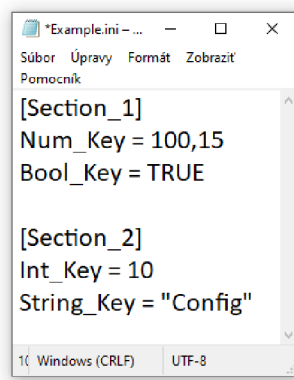 *Example.ini – ...
Súbor Úpravy Formát Zobraziť
Pomocník
[Section_1]
Num_Key = 100,15
Bool_Key = TRUE
[Section_2]
Int_Key = 10
String_Key = "Config"
Windows (CRLF) UTF-8